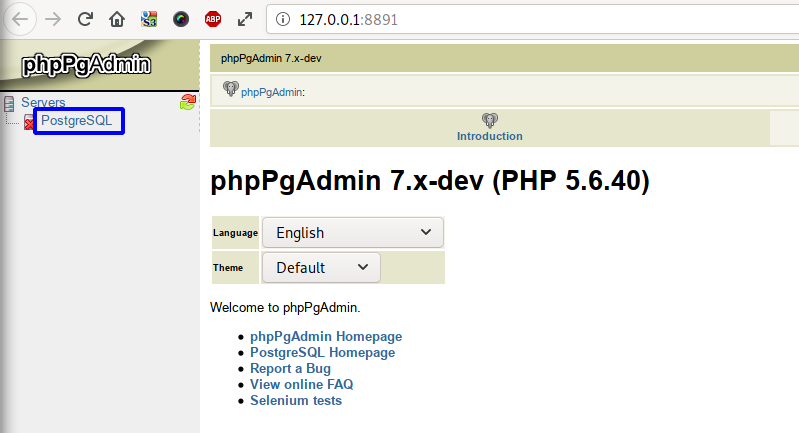 ABP
127.0.0.1:8891
phpPgAdmin
Servers
PostgreSQL
phpPgAdmin 7.x-dev
phpPgAdmin:
Introduction
phpPgAdmin 7.x-dev (PHP 5.6.40)
Language English
Theme Default
Welcome to phpPgAdmin.
phpPgAdmin Homepage
PostgreSQL Homepage
Report a Bug
View online FAQ
Selenium tests